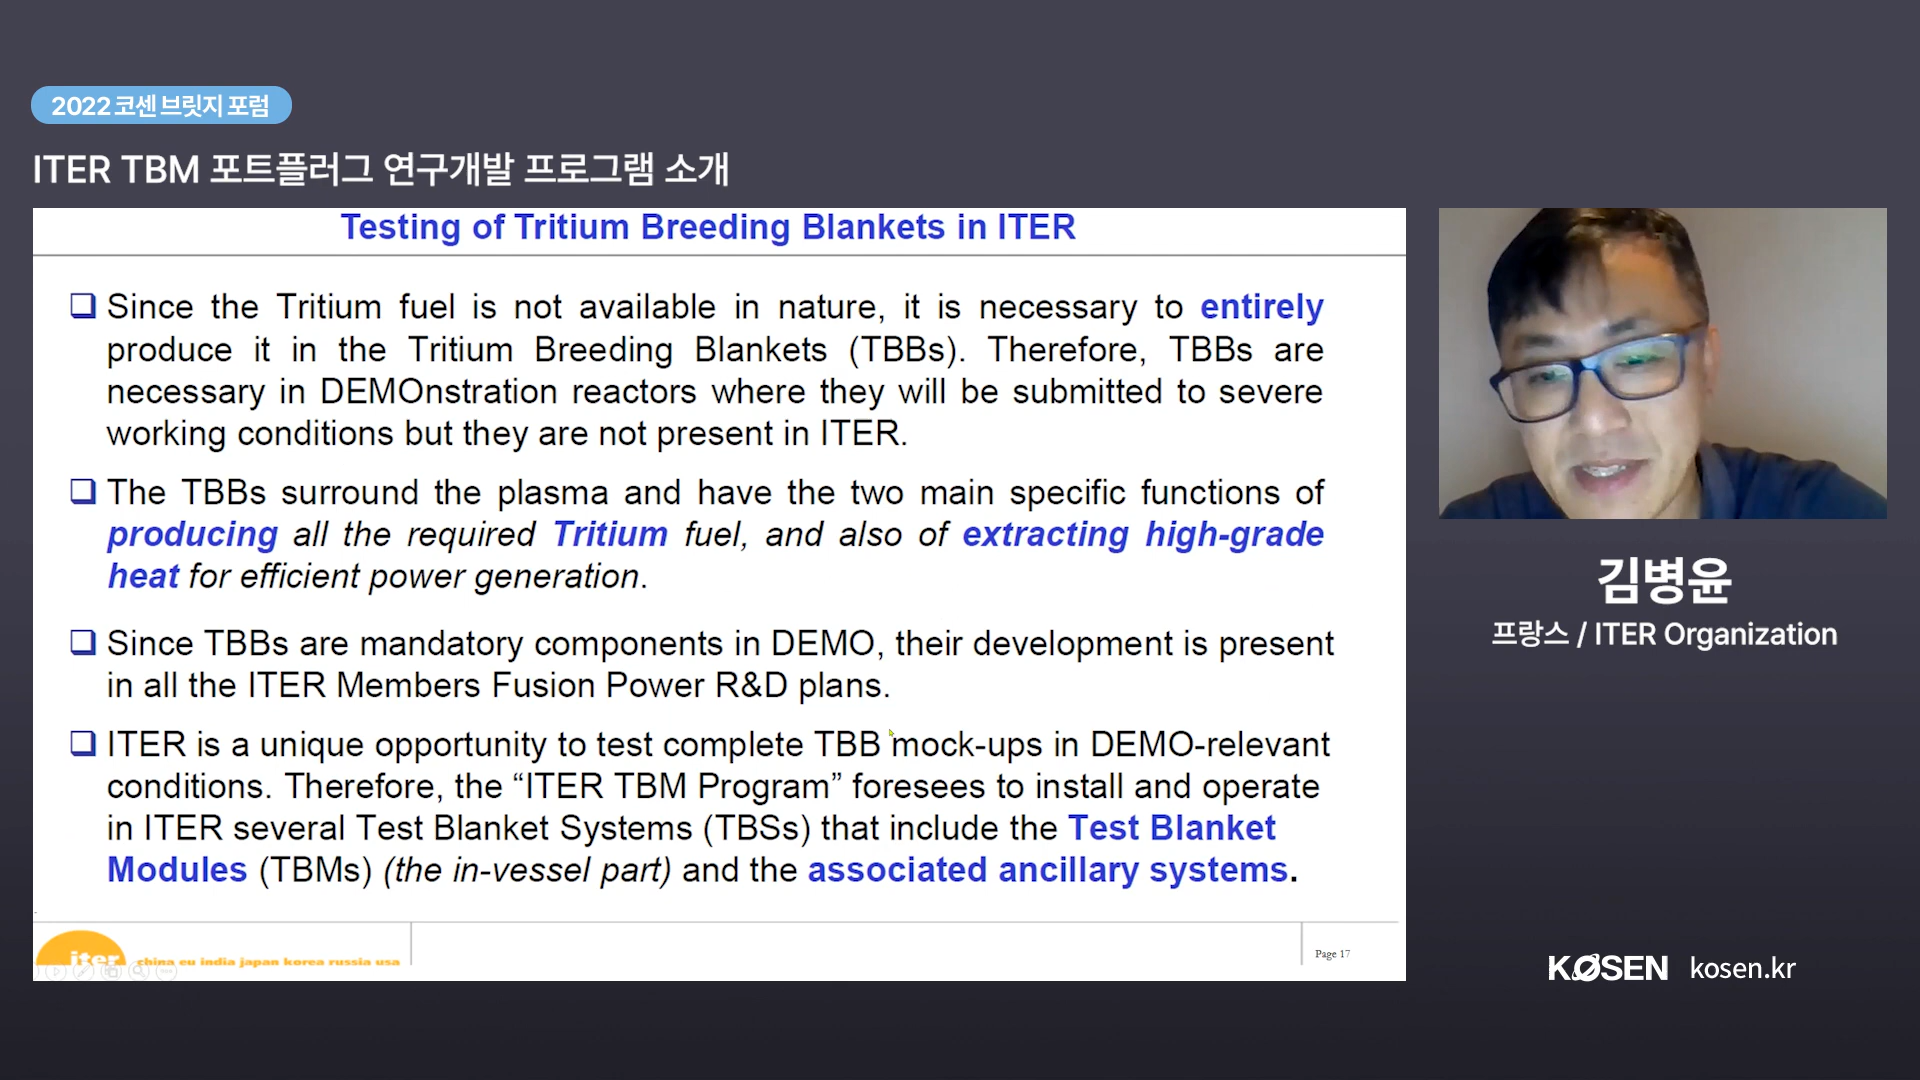 2022 코센 브릿지 포럼
ITER TBM 포트플러그 연구개발 프로그램 소개
Testing of Tritium Breeding Blankets in ITER
Since the Tritium fuel is not available in nature, it is necessary to entirely
produce it in the Tritium Breeding Blankets (TBBs). Therefore, TBBs are
necessary in DEMOnstration reactors where they will be submitted to severe
working conditions but they are not present in ITER.
The TBBs surround the plasma and have the two main specific functions of
producing all the required Tritium fuel, and also of extracting high-grade
heat for efficient power generation.
Since TBBs are mandatory components in DEMO, their development is present
in all the ITER Members Fusion Power R&D plans.
ITER is a unique opportunity to test complete TBB mock-ups in DEMO-relevant
conditions. Therefore, the “ITER TBM Program” foresees to install and operate
in ITER several Test Blanket Systems (TBSs) that include the Test Blanket
Modules (TBMs) (the in-vessel part) and the associated ancillary systems.
iter china eu india japan korea russia usa
Page 17
김병윤
프랑스 / ITER Organization
KOSEN kosen.kr